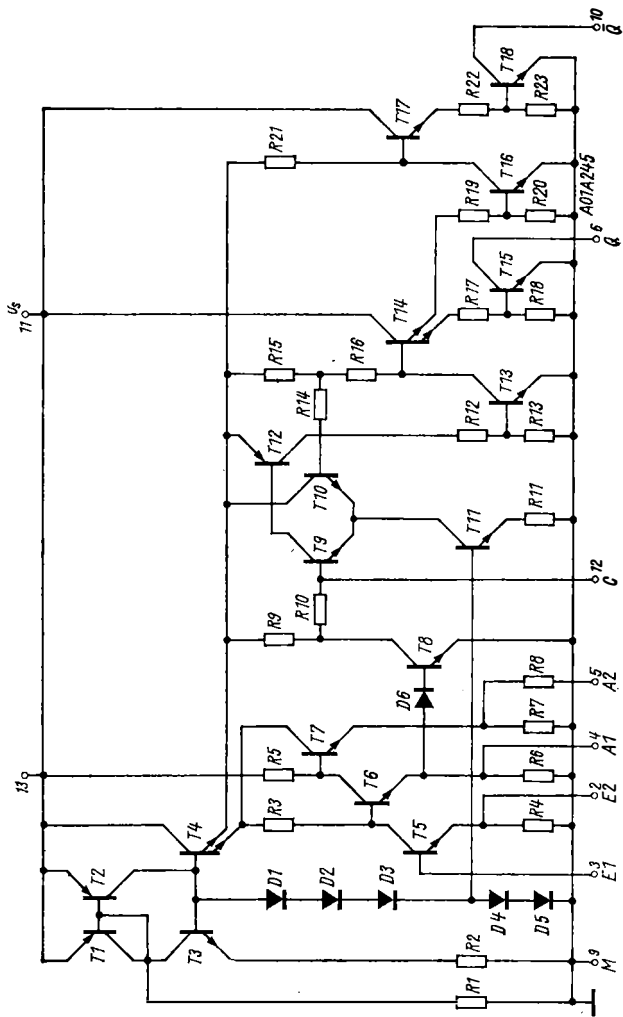 10
Q̄
T18
R22
R23
T17
R21
T16
R19
R20
A01A245
6
Q
T15
R17
R18
11
Us
T14
R15
R16
R14
T13
R12
R13
T12
T10
T9
T11
R11
12
C
R10
R9
T8
D6
5
A2
R8
R7
4
A1
T7
R5
13
T6
R6
T4
R3
2
E2
T5
R4
3
E1
T2
D1
D2
D3
D4
D5
T1
T3
R2
9
M
R1